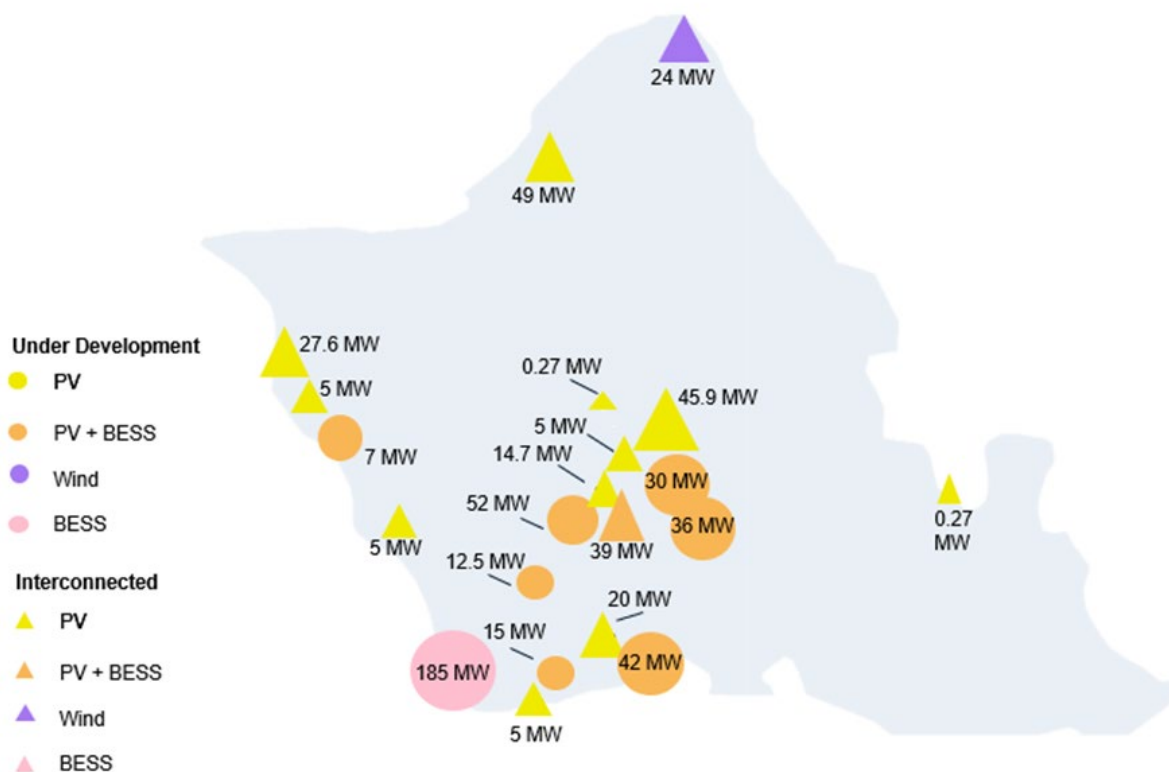 24 MW
49 MW
27.6 MW
5 MW
7 MW
0.27 MW
45.9 MW
5 MW
14.7 MW
30 MW
52 MW
36 MW
39 MW
5 MW
12.5 MW
0.27
MW
20 MW
15 MW
42 MW
185 MW
5 MW
Under Development
PV
PV + BESS
Wind
BESS
Interconnected
PV
PV + BESS
Wind
BESS